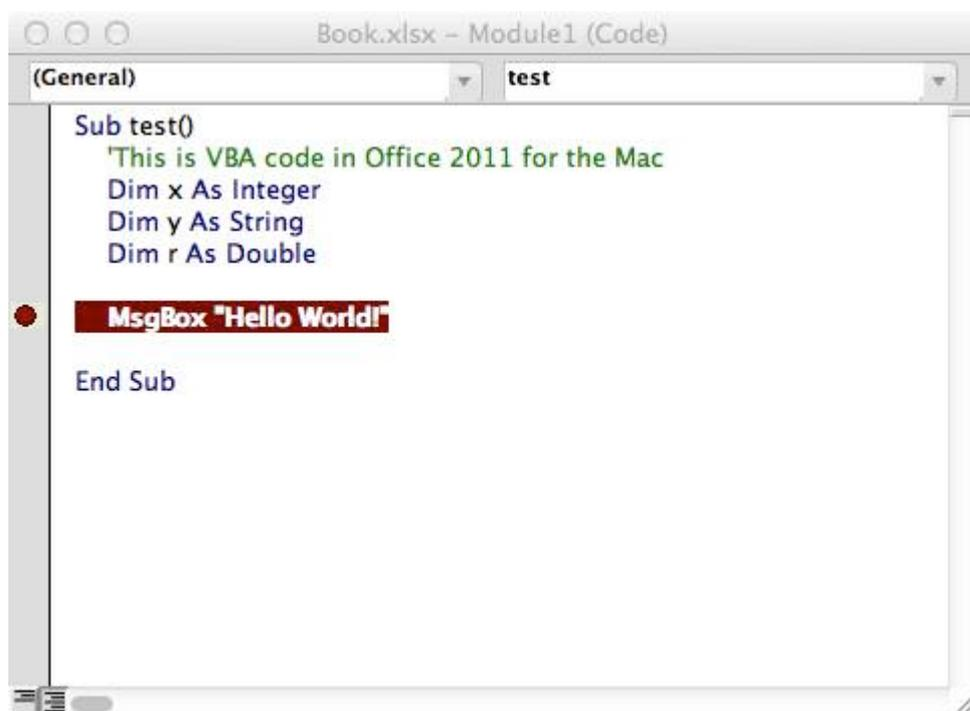 Book.xlsx – Module1 (Code)
(General) test
Sub test()
'This is VBA code in Office 2011 for the Mac
Dim x As Integer
Dim y As String
Dim r As Double
MsgBox "Hello World!"
End Sub